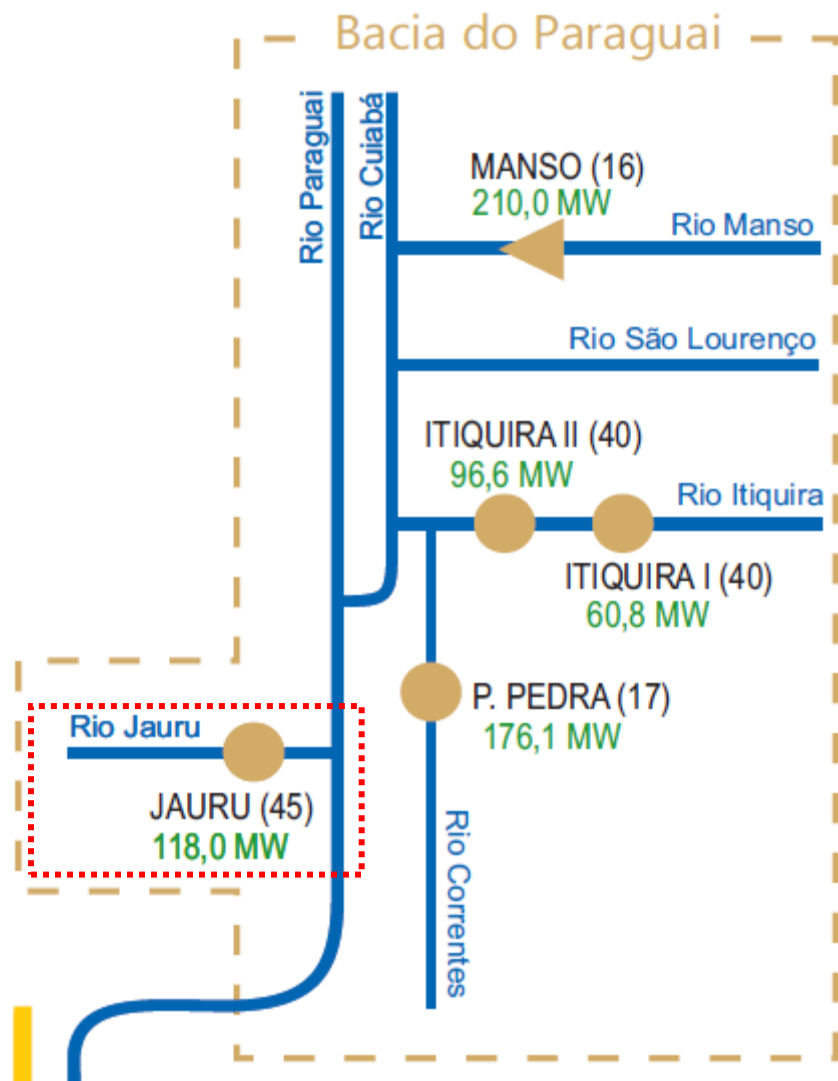 Bacia do Paraguai
Rio Paraguai
Rio Cuiabá
MANSO (16)
210,0 MW
Rio Manso
Rio São Lourenço
ITIQUIRA II (40)
96,6 MW
Rio Itiquira
ITIQUIRA I (40)
60,8 MW
P. PEDRA (17)
176,1 MW
Rio Jauru
JAURU (45)
118,0 MW
Rio Correntes